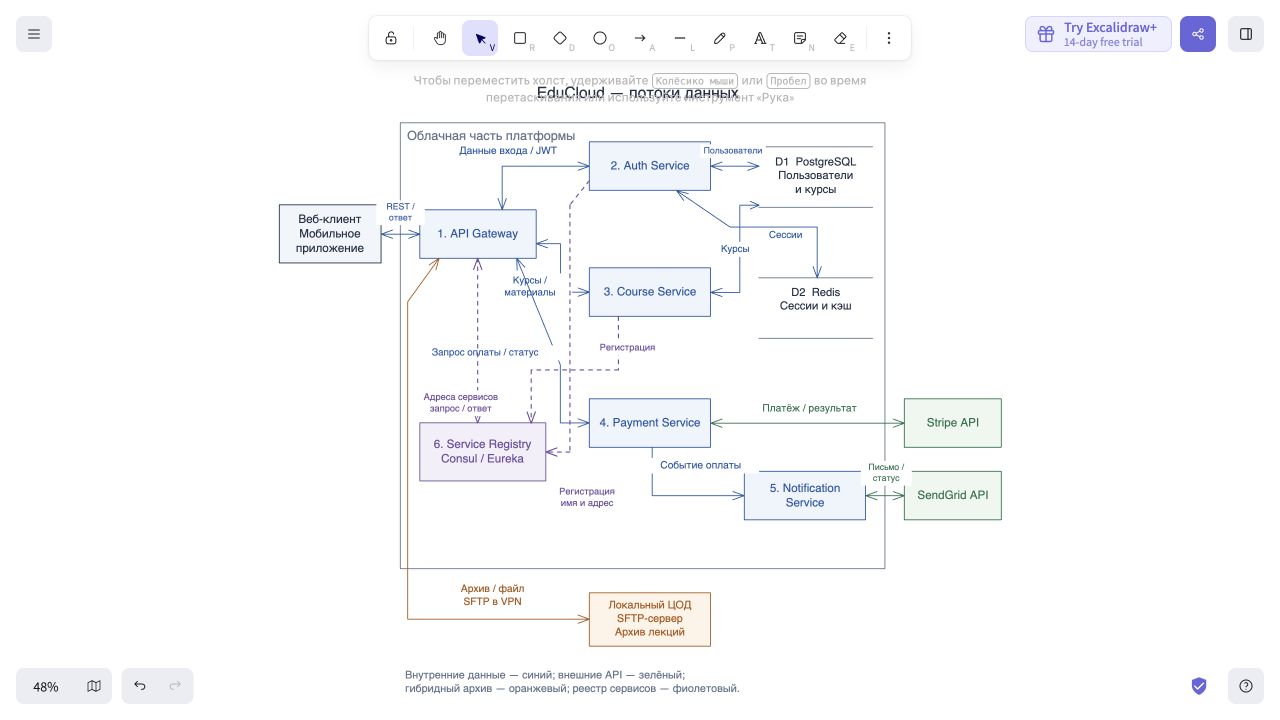 Try Excalidraw+
14-day free trial
V
R
D
O
A
L
P
T
N
E
Чтобы переместить холст, удерживайте Колёсико мыши или Пробел во время
перетаскивания или используйте инструмент «Рука»
EduCloud — потоки данных
Облачная часть платформы
Данные входа / JWT
2. Auth Service
Пользователи
D1 PostgreSQL
Пользователи
и курсы
Веб-клиент
Мобильное
приложение
REST /
ответ
1. API Gateway
Сессии
Курсы
Курсы /
материалы
3. Course Service
D2 Redis
Сессии и кэш
Регистрация
Запрос оплаты / статус
Адреса сервисов
запрос / ответ
4. Payment Service
Платёж / результат
Stripe API
6. Service Registry
Consul / Eureka
Событие оплаты
Письмо /
статус
5. Notification
Service
SendGrid API
Регистрация
имя и адрес
Архив / файл
SFTP в VPN
Локальный ЦОД
SFTP-сервер
Архив лекций
Внутренние данные — синий; внешние API — зелёный;
гибридный архив — оранжевый; реестр сервисов — фиолетовый.
48%